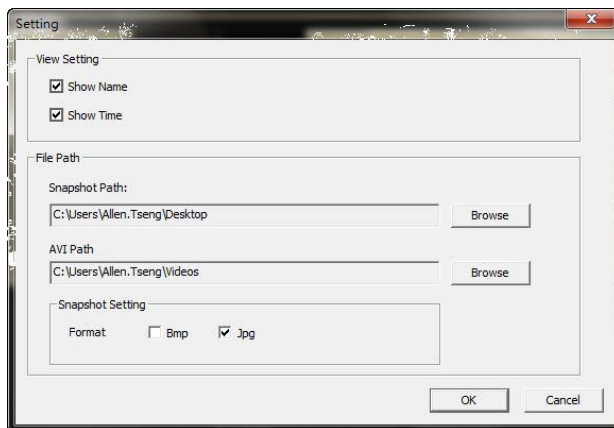 Setting
View Setting
Show Name
Show Time
File Path
Snapshot Path:
C:\Users\Allen.Tseng\Desktop
Browse
AVI Path
C:\Users\Allen.Tseng\Videos
Browse
Snapshot Setting
Format Bmp Jpg
OK Cancel